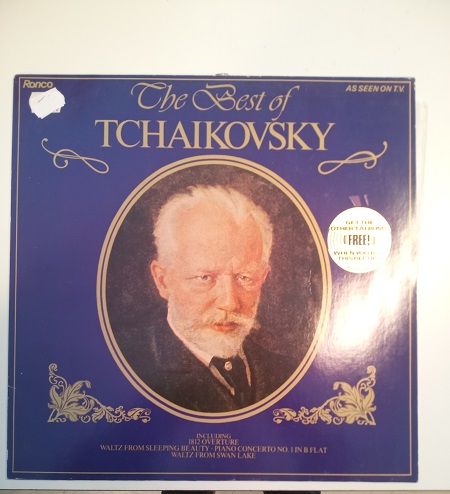 Ronco
AS SEEN ON T.V.
The Best of
TCHAIKOVSKY
GET THE
FREE!
INCLUDING
1812 OVERTURE
WALTZ FROM SLEEPING BEAUTY · PIANO CONCERTO NO. 1 IN B FLAT
WALTZ FROM SWAN LAKE